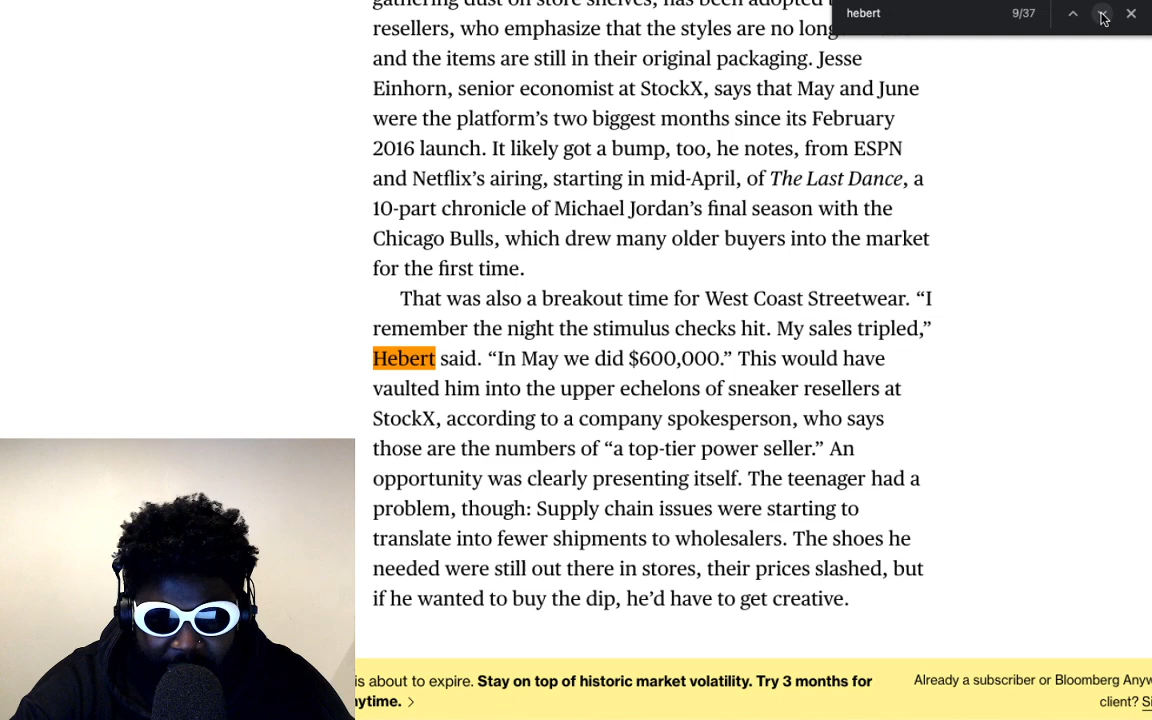 hebert 9/37
gathering dust on store shelves, has been adopted
resellers, who emphasize that the styles are no
and the items are still in their original packaging. Jesse
Einhorn, senior economist at StockX, says that May and June
were the platform’s two biggest months since its February
2016 launch. It likely got a bump, too, he notes, from ESPN
and Netflix’s airing, starting in mid-April, of The Last Dance, a
10-part chronicle of Michael Jordan’s final season with the
Chicago Bulls, which drew many older buyers into the market
for the first time.
That was also a breakout time for West Coast Streetwear. “I
remember the night the stimulus checks hit. My sales tripled,”
Hebert said. “In May we did $600,000.” This would have
vaulted him into the upper echelons of sneaker resellers at
StockX, according to a company spokesperson, who says
those are the numbers of “a top-tier power seller.” An
opportunity was clearly presenting itself. The teenager had a
problem, though: Supply chain issues were starting to
translate into fewer shipments to wholesalers. The shoes he
needed were still out there in stores, their prices slashed, but
if he wanted to buy the dip, he’d have to get creative.
is about to expire. Stay on top of historic market volatility. Try 3 months for
ytime. >
Already a subscriber or Bloomberg Anyw
client? Si